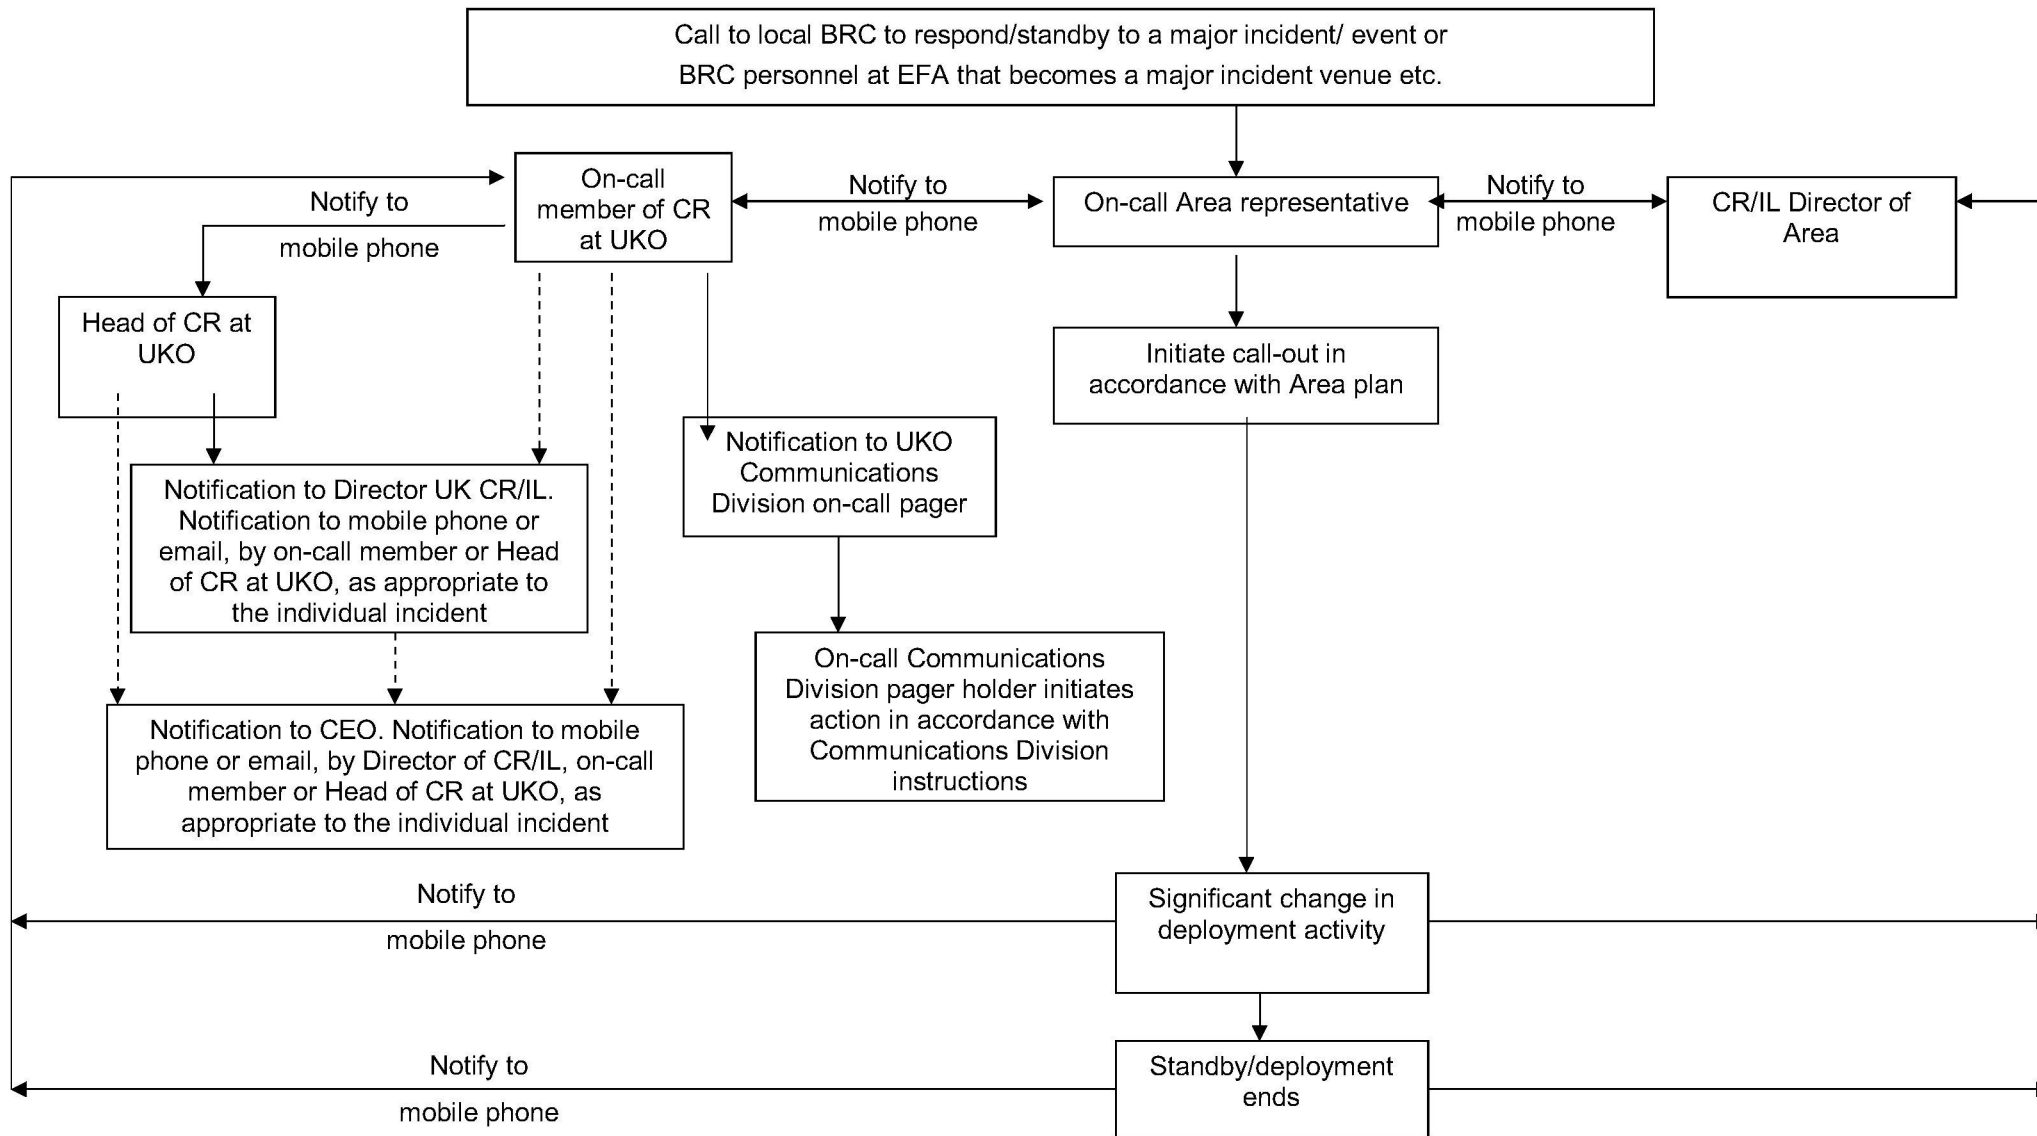 Call to local BRC to respond/standby to a major incident/ event or
BRC personnel at EFA that becomes a major incident venue etc.
On-call
member of CR
at UKO
Notify to
mobile phone
On-call Area representative
Notify to
mobile phone
CR/IL Director of
Area
Notify to
mobile phone
Head of CR at
UKO
Initiate call-out in
accordance with Area plan
Notification to UKO
Communications
Division on-call pager
Notification to Director UK CR/IL.
Notification to mobile phone or
email, by on-call member or Head
of CR at UKO, as appropriate to
the individual incident
On-call Communications
Division pager holder initiates
action in accordance with
Communications Division
instructions
Notification to CEO. Notification to mobile
phone or email, by Director of CR/IL, on-call
member or Head of CR at UKO, as
appropriate to the individual incident
Notify to
mobile phone
Significant change in
deployment activity
Notify to
mobile phone
Standby/deployment
ends